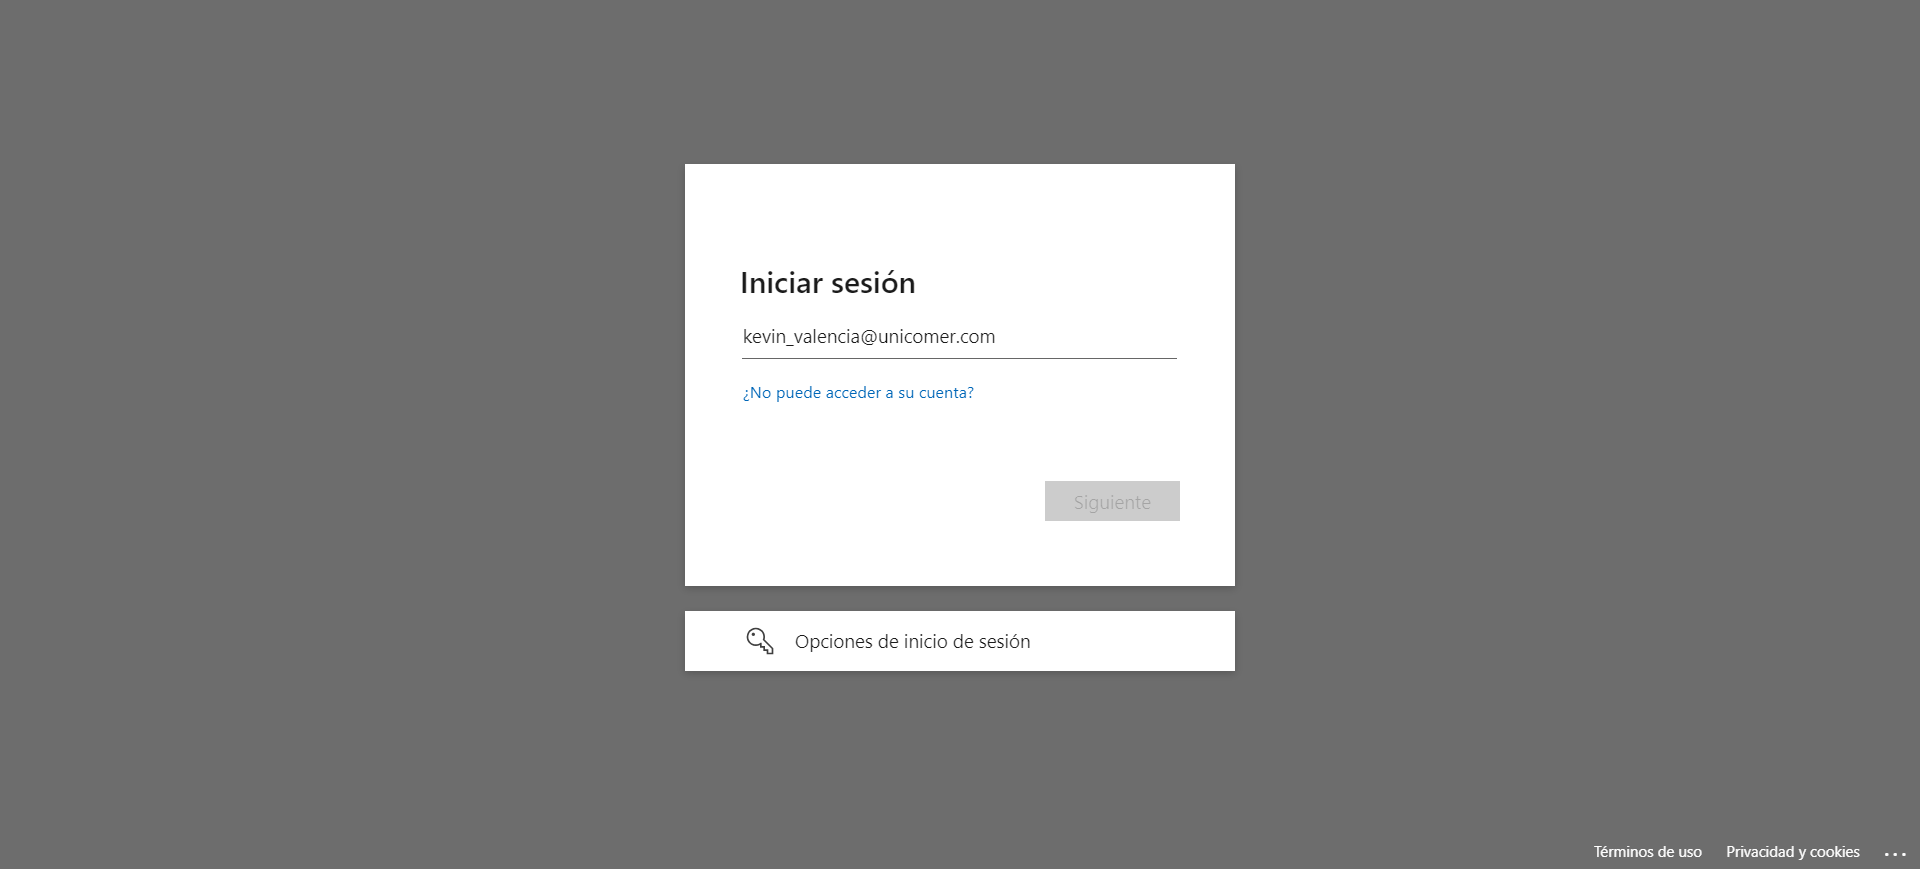 Iniciar sesión
kevin_valencia@unicomer.com
¿No puede acceder a su cuenta?
Siguiente
Opciones de inicio de sesión
Términos de uso Privacidad y cookies ...